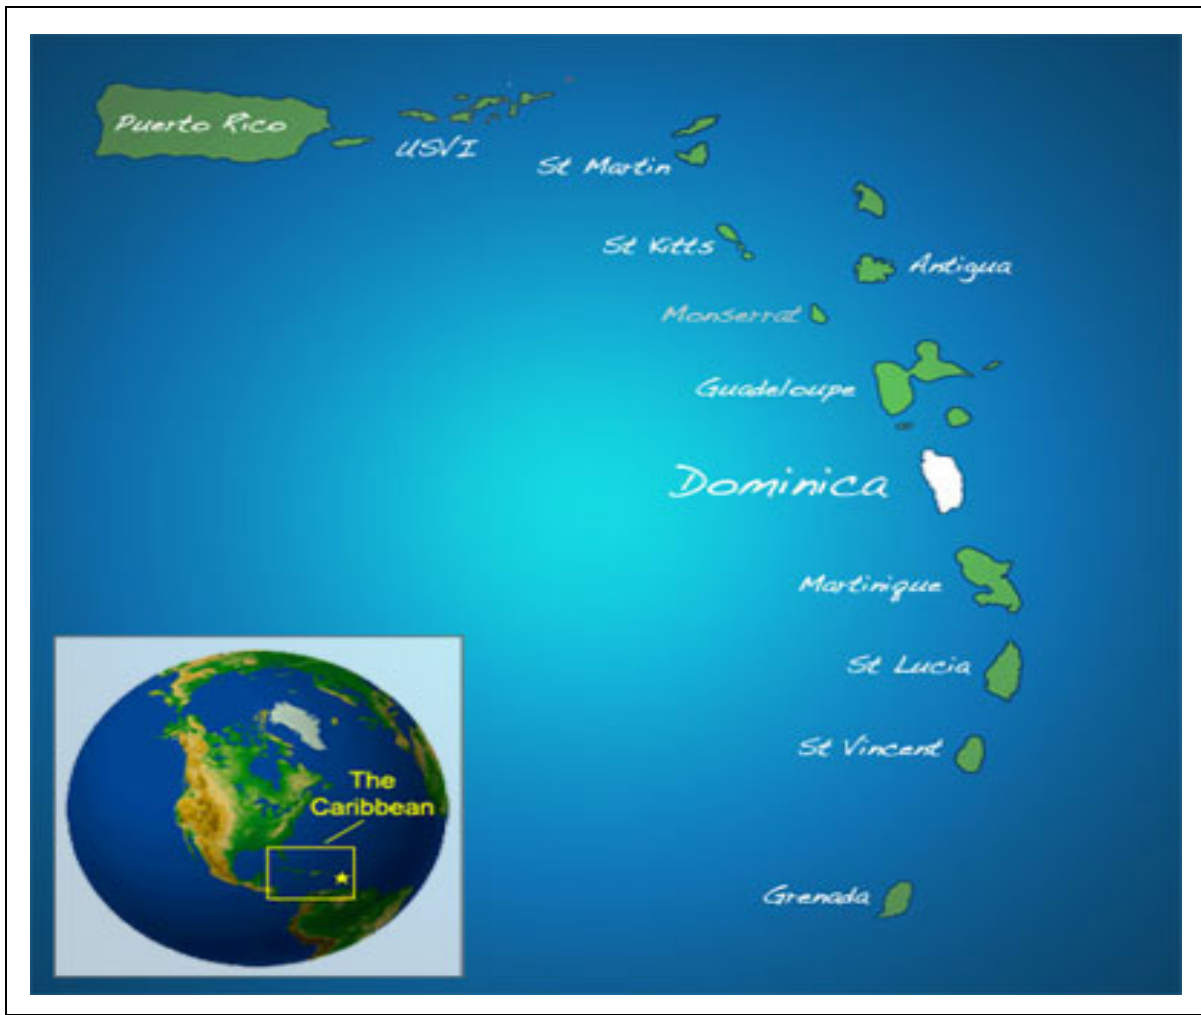 Puerto Rico
USVI
St Martin
St Kitts
Antigua
Monserrat
Guadeloupe
Dominica
Martinique
St Lucia
St Vincent
The
Caribbean
Grenada